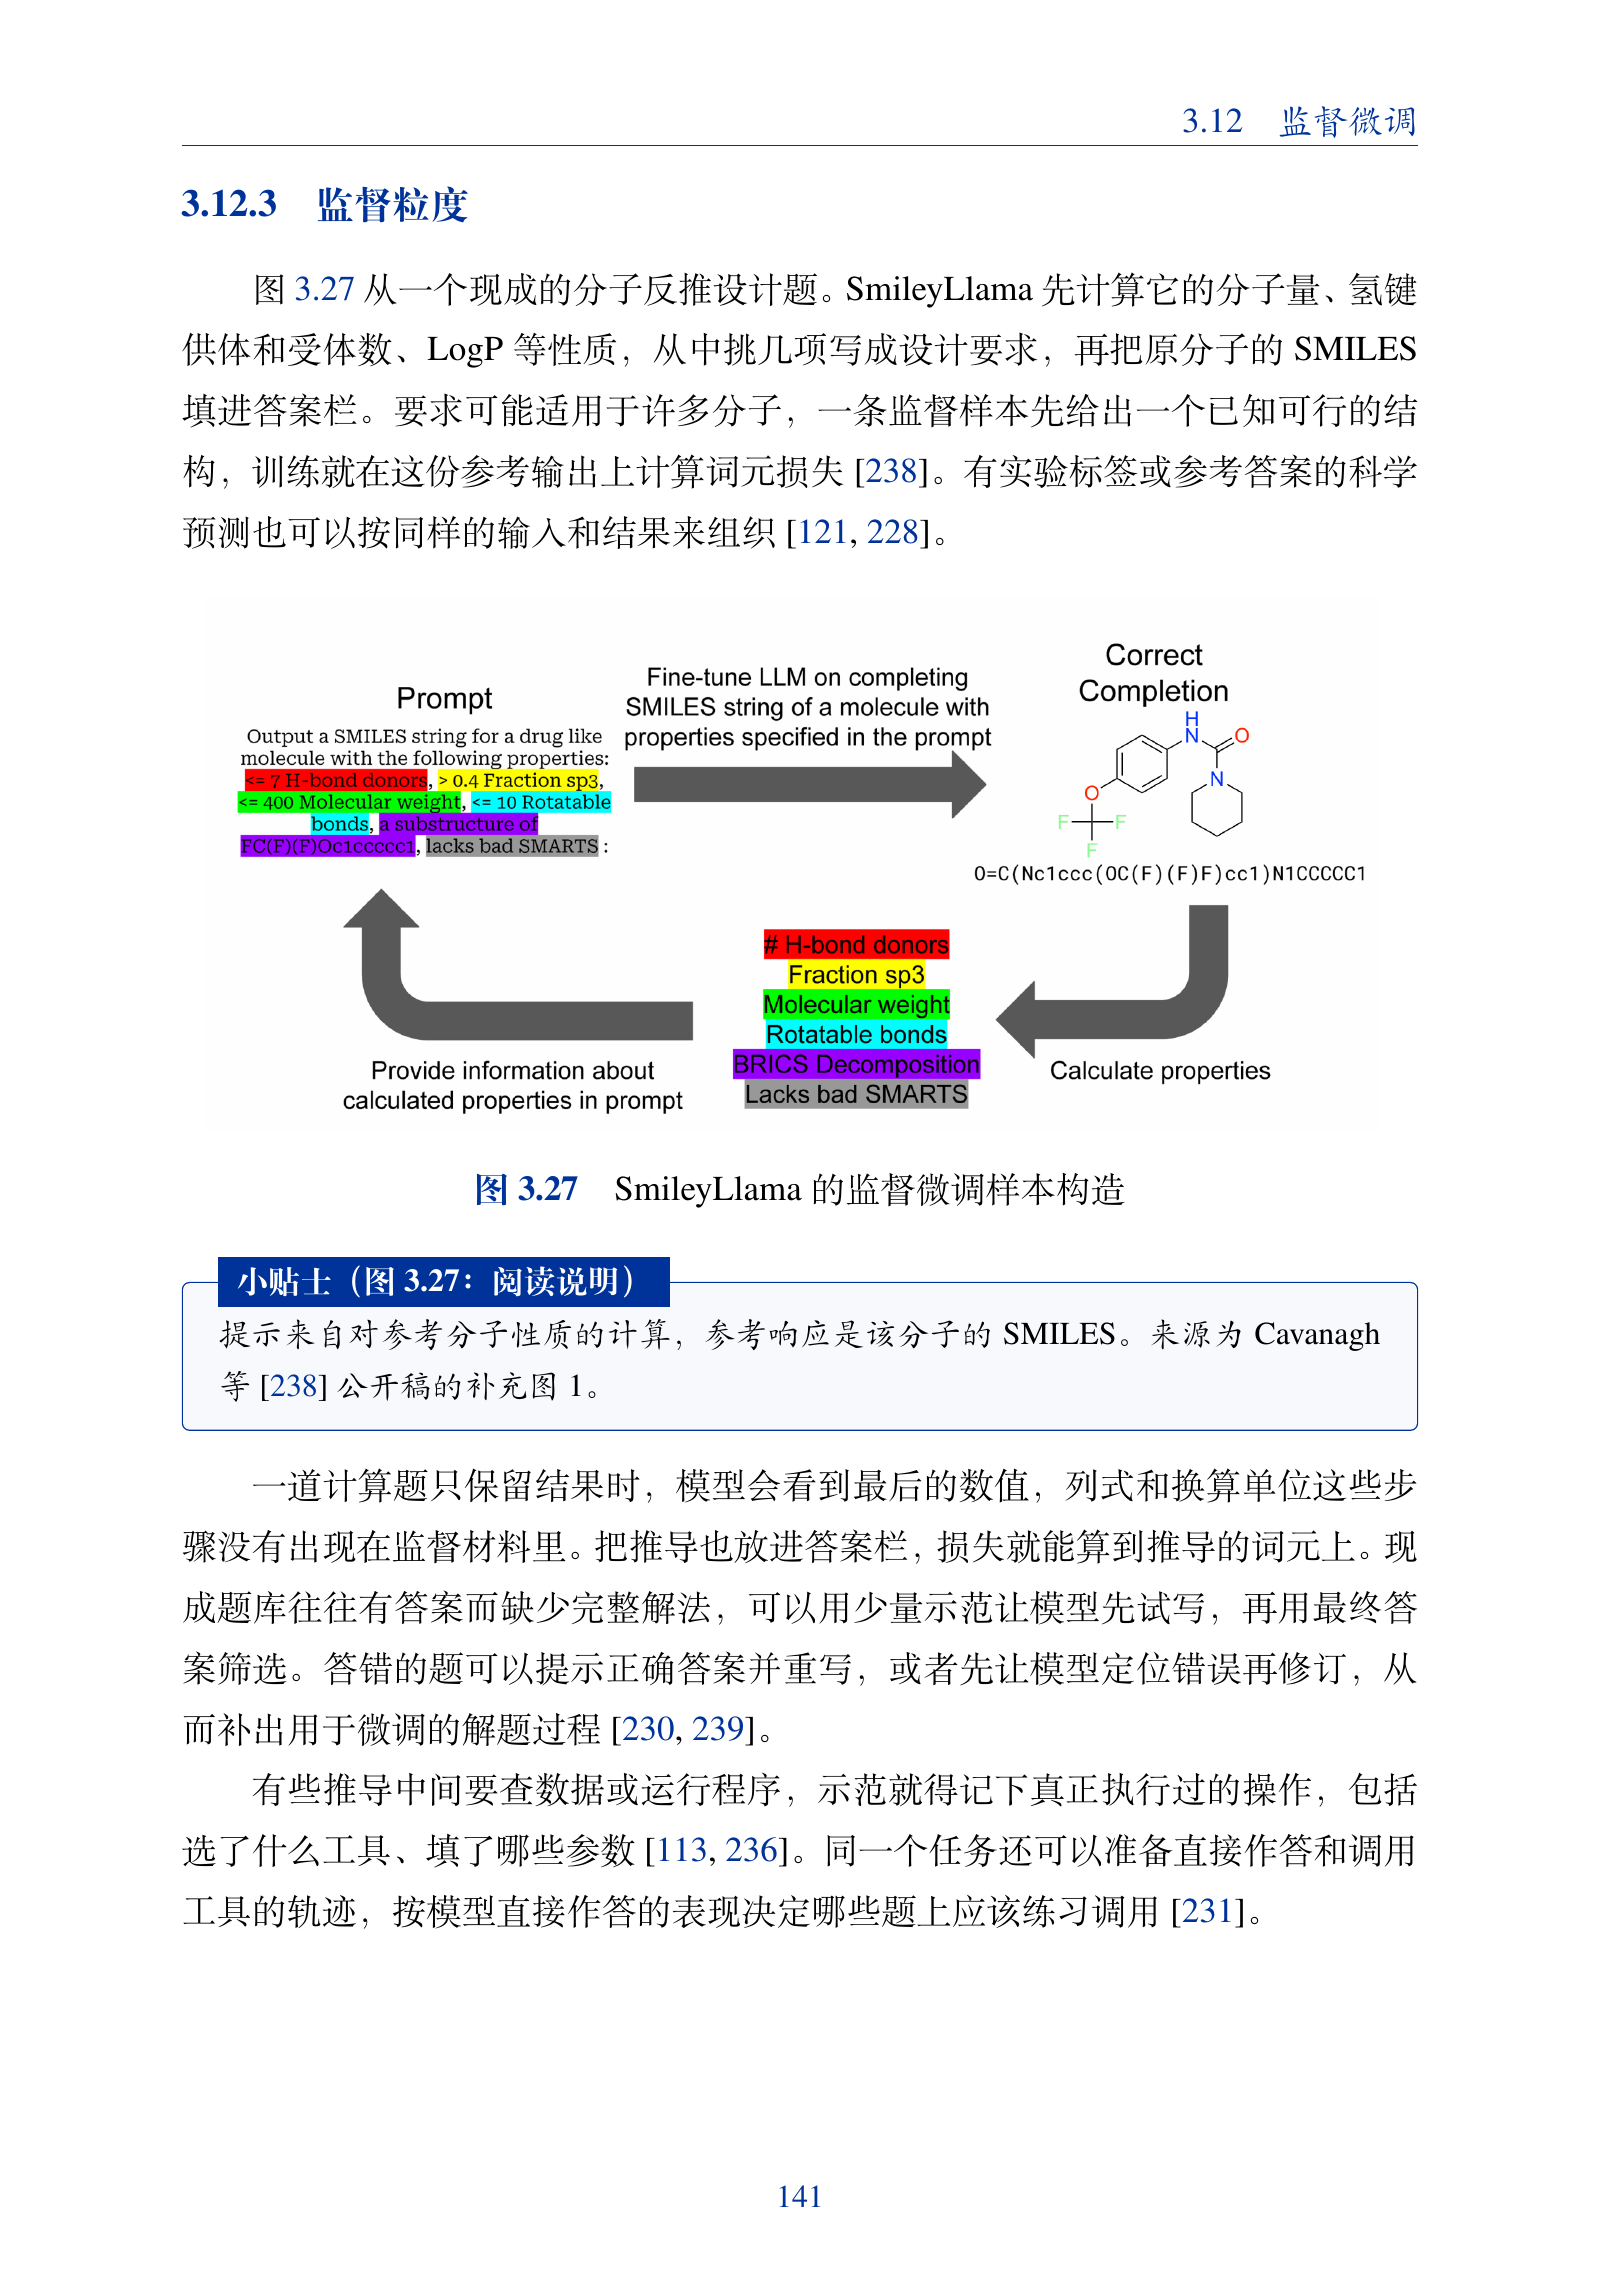 3.12 监督微调
3.12.3 监督粒度
图 3.27 从一个现成的分子反推设计题。SmileyLlama 先计算它的分子量、氢键
供体和受体数、LogP 等性质，从中挑几项写成设计要求，再把原分子的 SMILES
填进答案栏。要求可能适用于许多分子，一条监督样本先给出一个已知可行的结
构，训练就在这份参考输出上计算词元损失 [238]。有实验标签或参考答案的科学
预测也可以按同样的输入和结果来组织 [121, 228]。
Prompt
Output a SMILES string for a drug like
molecule with the following properties:
<= 7 H-bond donors, > 0.4 Fraction sp3,
<= 400 Molecular weight, <= 10 Rotatable
bonds, a substructure of
FC(F)(F)Oc1ccccc1, lacks bad SMARTS :
Fine-tune LLM on completing
SMILES string of a molecule with
properties specified in the prompt
Correct
Completion
H
N
O
N
O
F
F
F
O=C(Nc1ccc(OC(F)(F)F)cc1)N1CCCCC1
# H-bond donors
Fraction sp3
Molecular weight
Rotatable bonds
BRICS Decomposition
Lacks bad SMARTS
Calculate properties
Provide information about
calculated properties in prompt
图 3.27 SmileyLlama 的监督微调样本构造
小贴士（图 3.27：阅读说明）
提示来自对参考分子性质的计算，参考响应是该分子的 SMILES。来源为 Cavanagh
等 [238] 公开稿的补充图 1。
一道计算题只保留结果时，模型会看到最后的数值，列式和换算单位这些步
骤没有出现在监督材料里。把推导也放进答案栏，损失就能算到推导的词元上。现
成题库往往有答案而缺少完整解法，可以用少量示范让模型先试写，再用最终答
案筛选。答错的题可以提示正确答案并重写，或者先让模型定位错误再修订，从
而补出用于微调的解题过程 [230, 239]。
有些推导中间要查数据或运行程序，示范就得记下真正执行过的操作，包括
选了什么工具、填了哪些参数 [113, 236]。同一个任务还可以准备直接作答和调用
工具的轨迹，按模型直接作答的表现决定哪些题上应该练习调用 [231]。
141